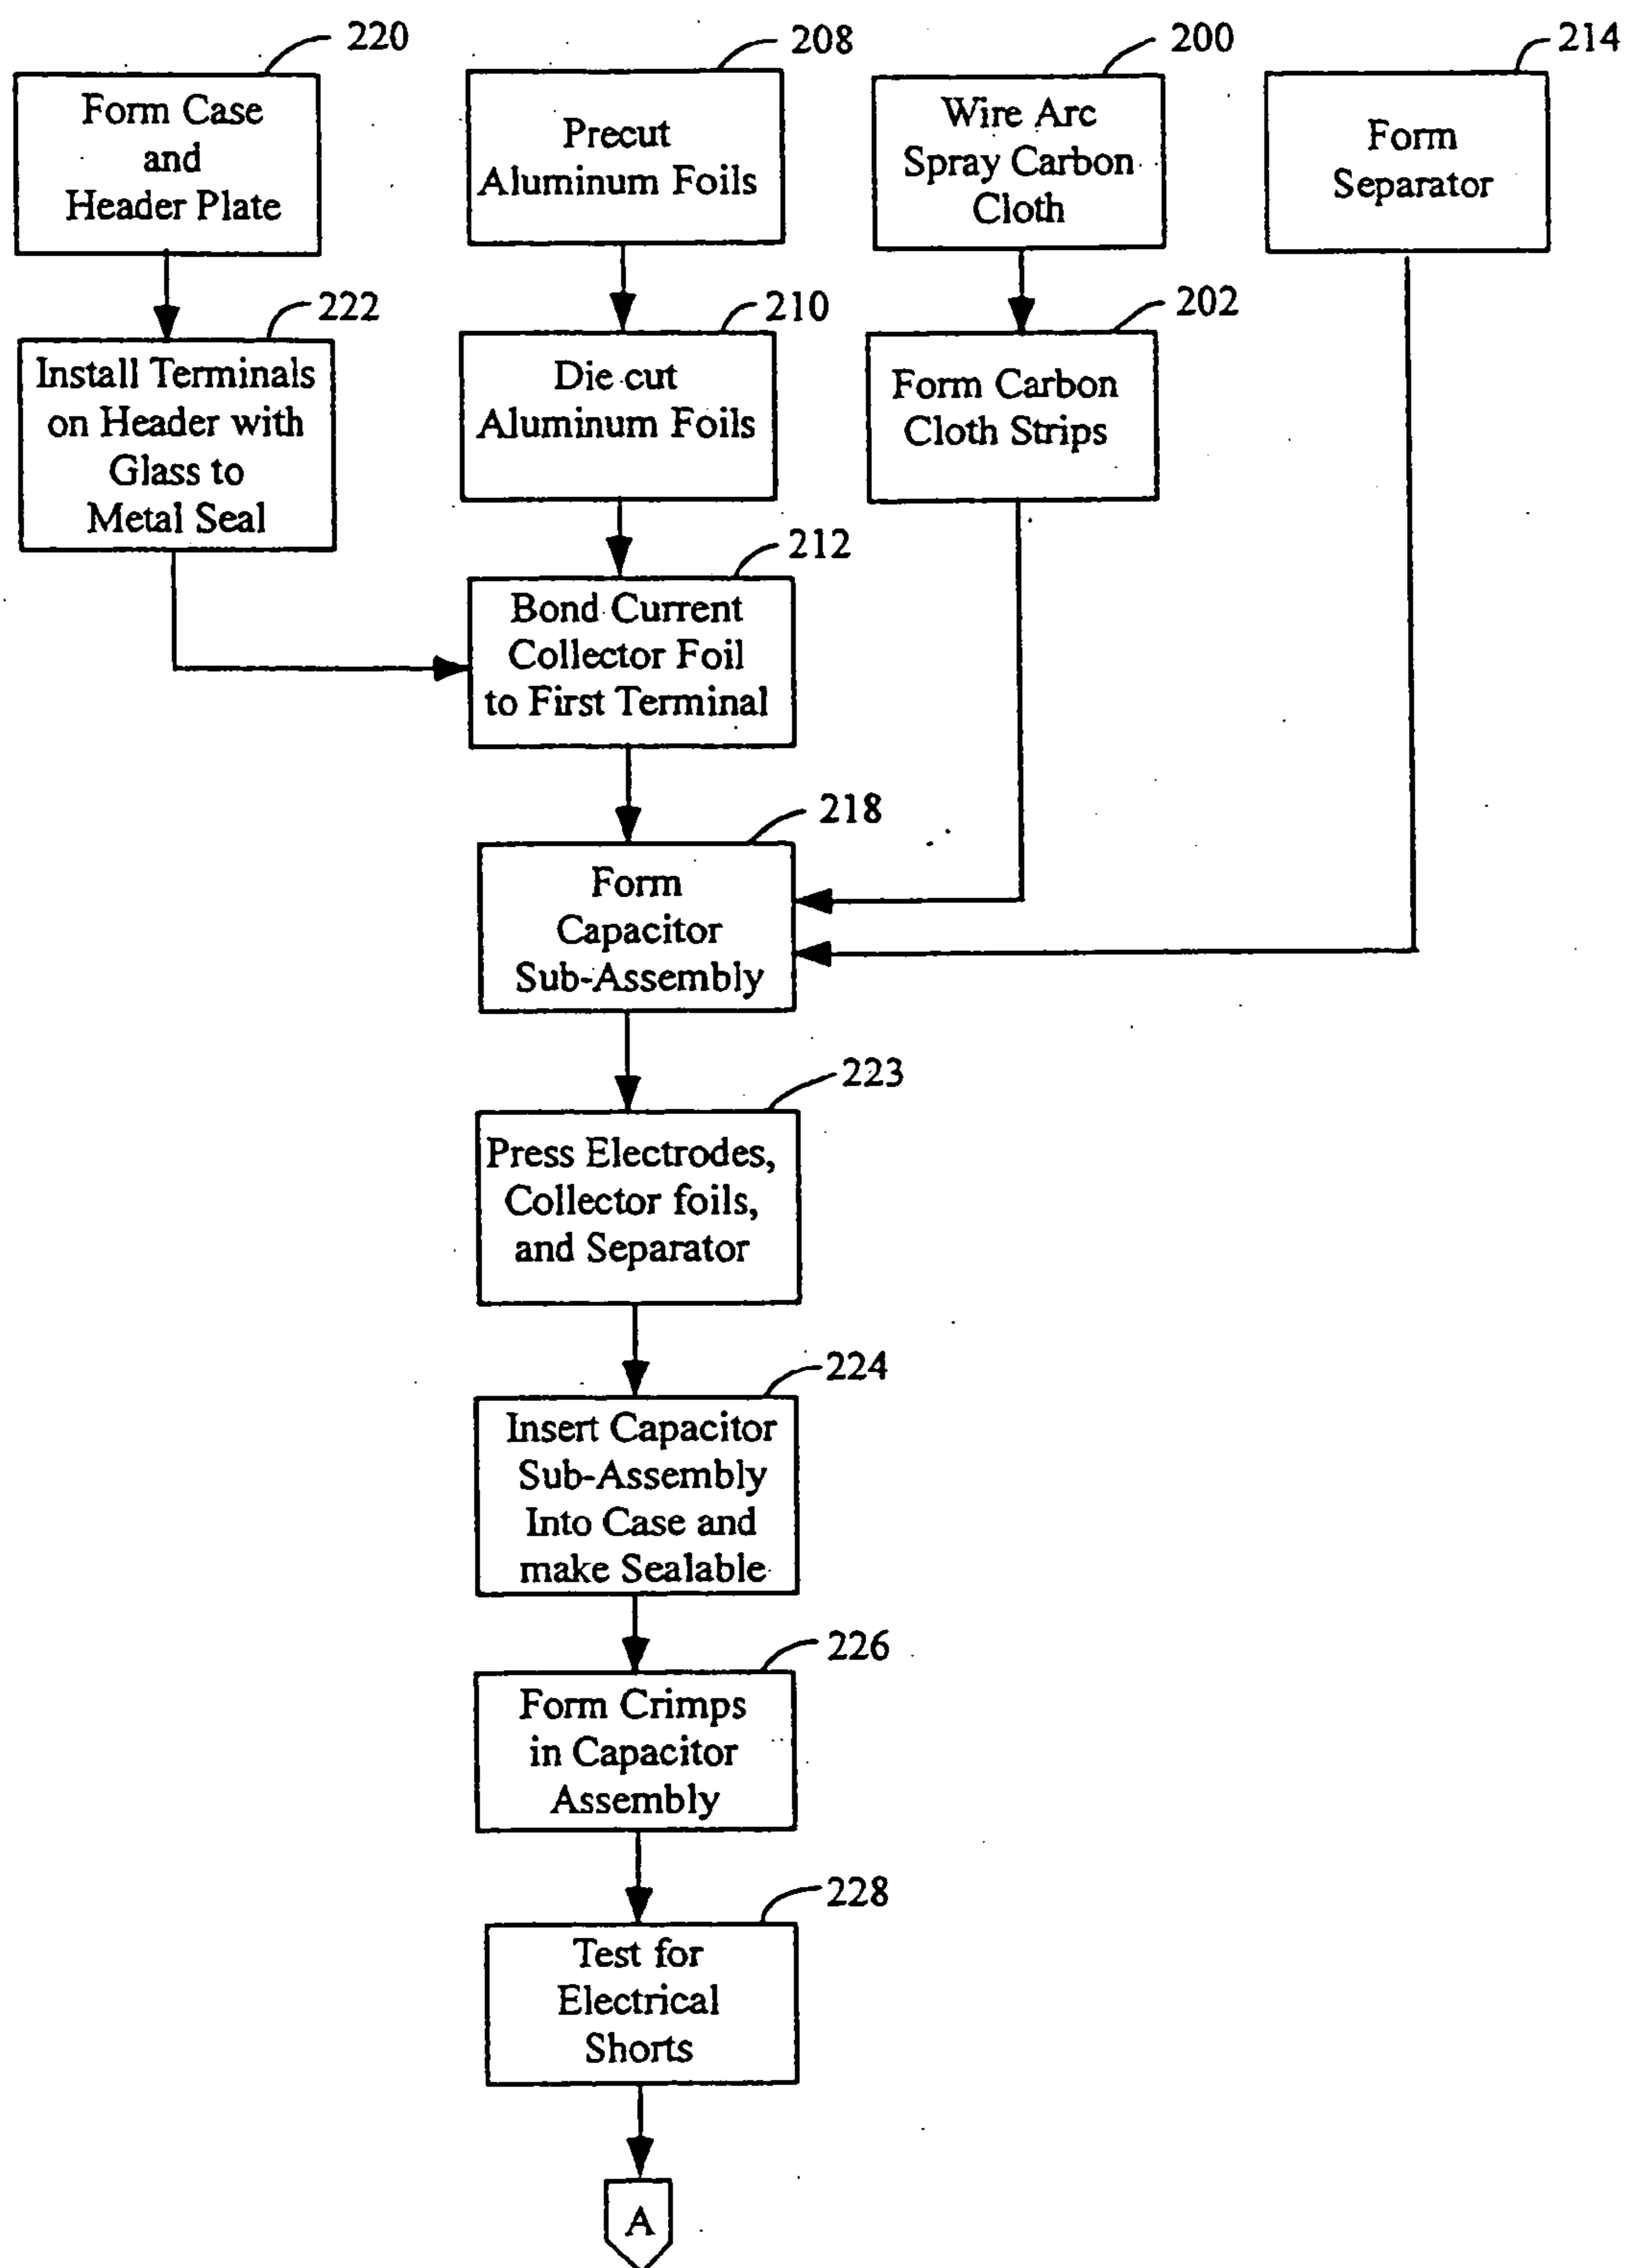 220
Form Case
and
Header Plate
208
Precut
Aluminum Foils
200
Wire Arc
Spray Carbon
Cloth
214
Form
Separator
222
Install Terminals
on Header with
Glass to
Metal Seal
210
Die cut
Aluminum Foils
202
Form Carbon
Cloth Strips
212
Bond Current
Collector Foil
to First Terminal
218
Form
Capacitor
Sub-Assembly
223
Press Electrodes,
Collector foils,
and Separator
224
Insert Capacitor
Sub-Assembly
Into Case and
make Sealable
226
Form Crimps
in Capacitor
Assembly
228
Test for
Electrical
Shorts
A